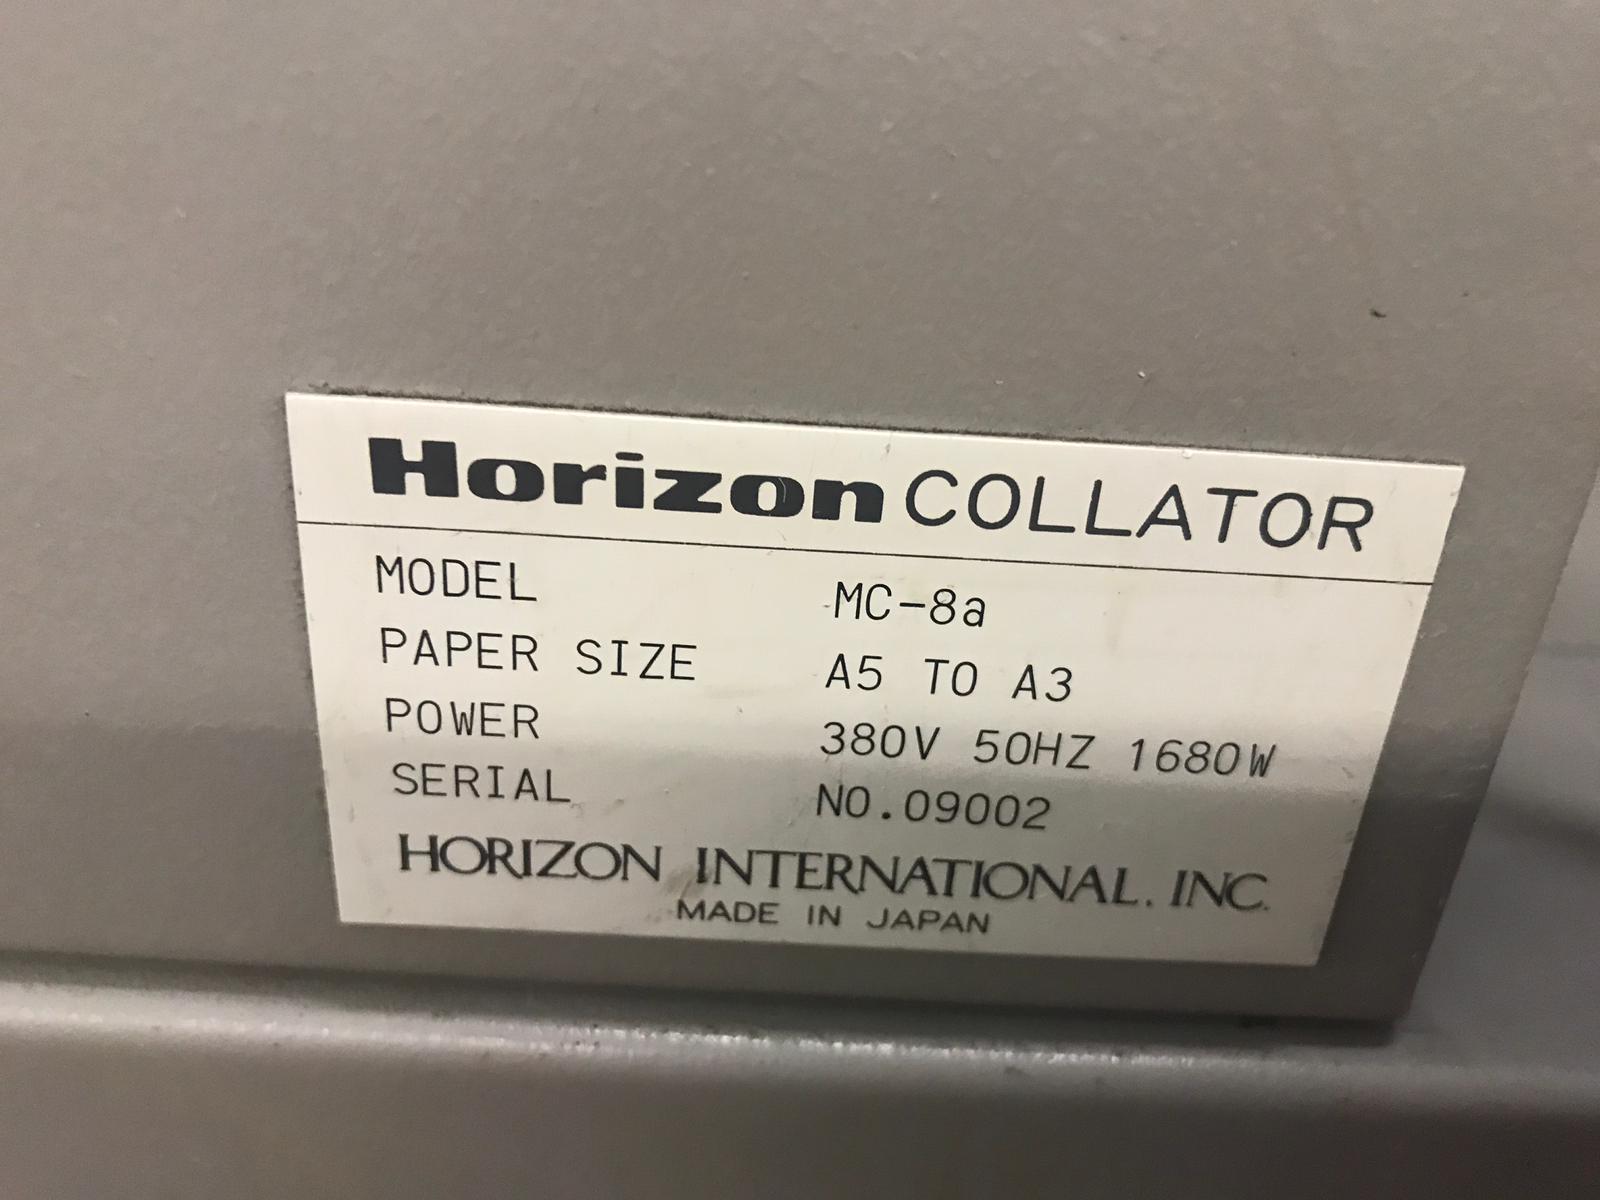 Horizon COLLATOR
MODEL MC-8a
PAPER SIZE A5 TO A3
POWER 380V 50HZ 1680W
SERIAL NO.09002
HORIZON INTERNATIONAL. INC.
MADE IN JAPAN